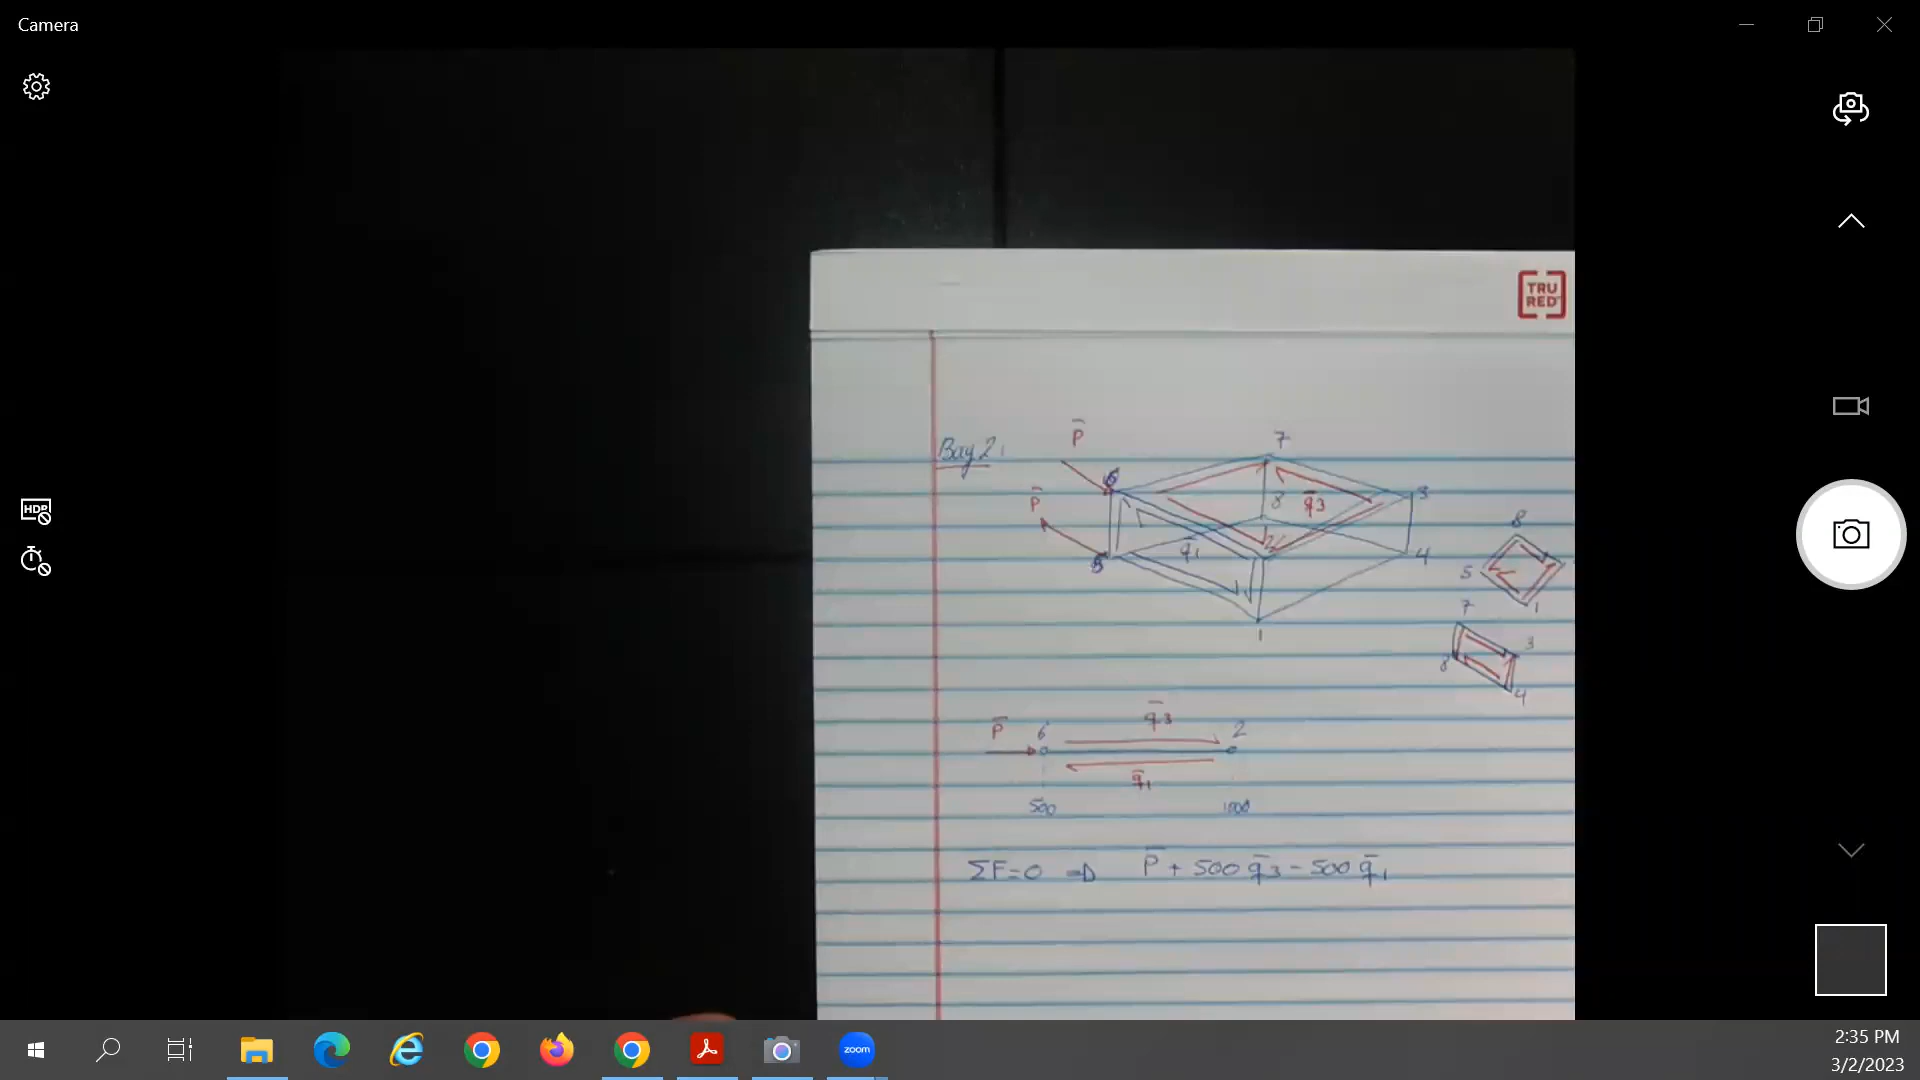 Camera
TRU
RED
Bay 2:
P̄
7
6
3
P̄
8
q̄3
2
5
q̄1
4
8
5
1
1
7
3
8
4
P̄
6
q̄3
2
q̄1
500
1000
ΣF=0 ⇒ P̄ + 500 q̄3 - 500 q̄1
zoom
2:35 PM
3/2/2023